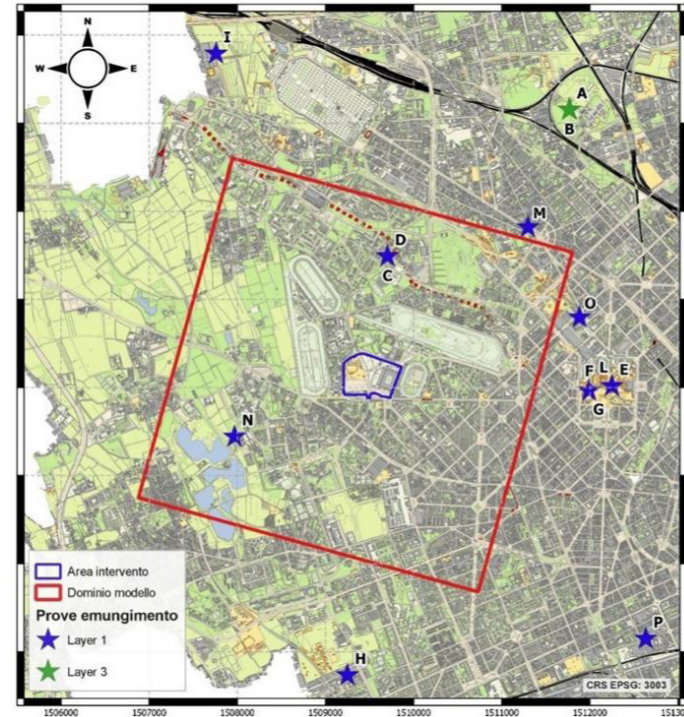 N
W E
S
I
A
B
M
D
C
O
F L E
G
N
Area intervento
Dominio modello
Prove emungimento
Layer 1
Layer 3
H
P
CRS EPSG: 3003
1506000 1507000 1508000 1509000 1510000 1511000 1512000